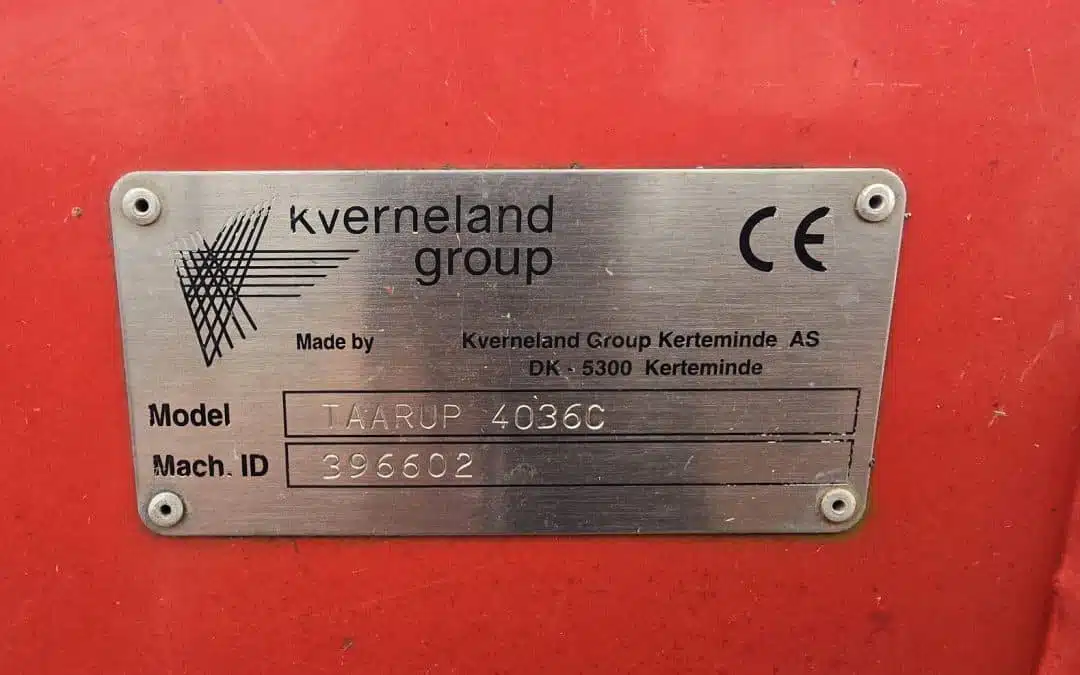 kverneland
group
CE
Made by Kverneland Group Kerteminde AS
DK - 5300 Kerteminde
Model TAARUP 4036C
Mach. ID 396602